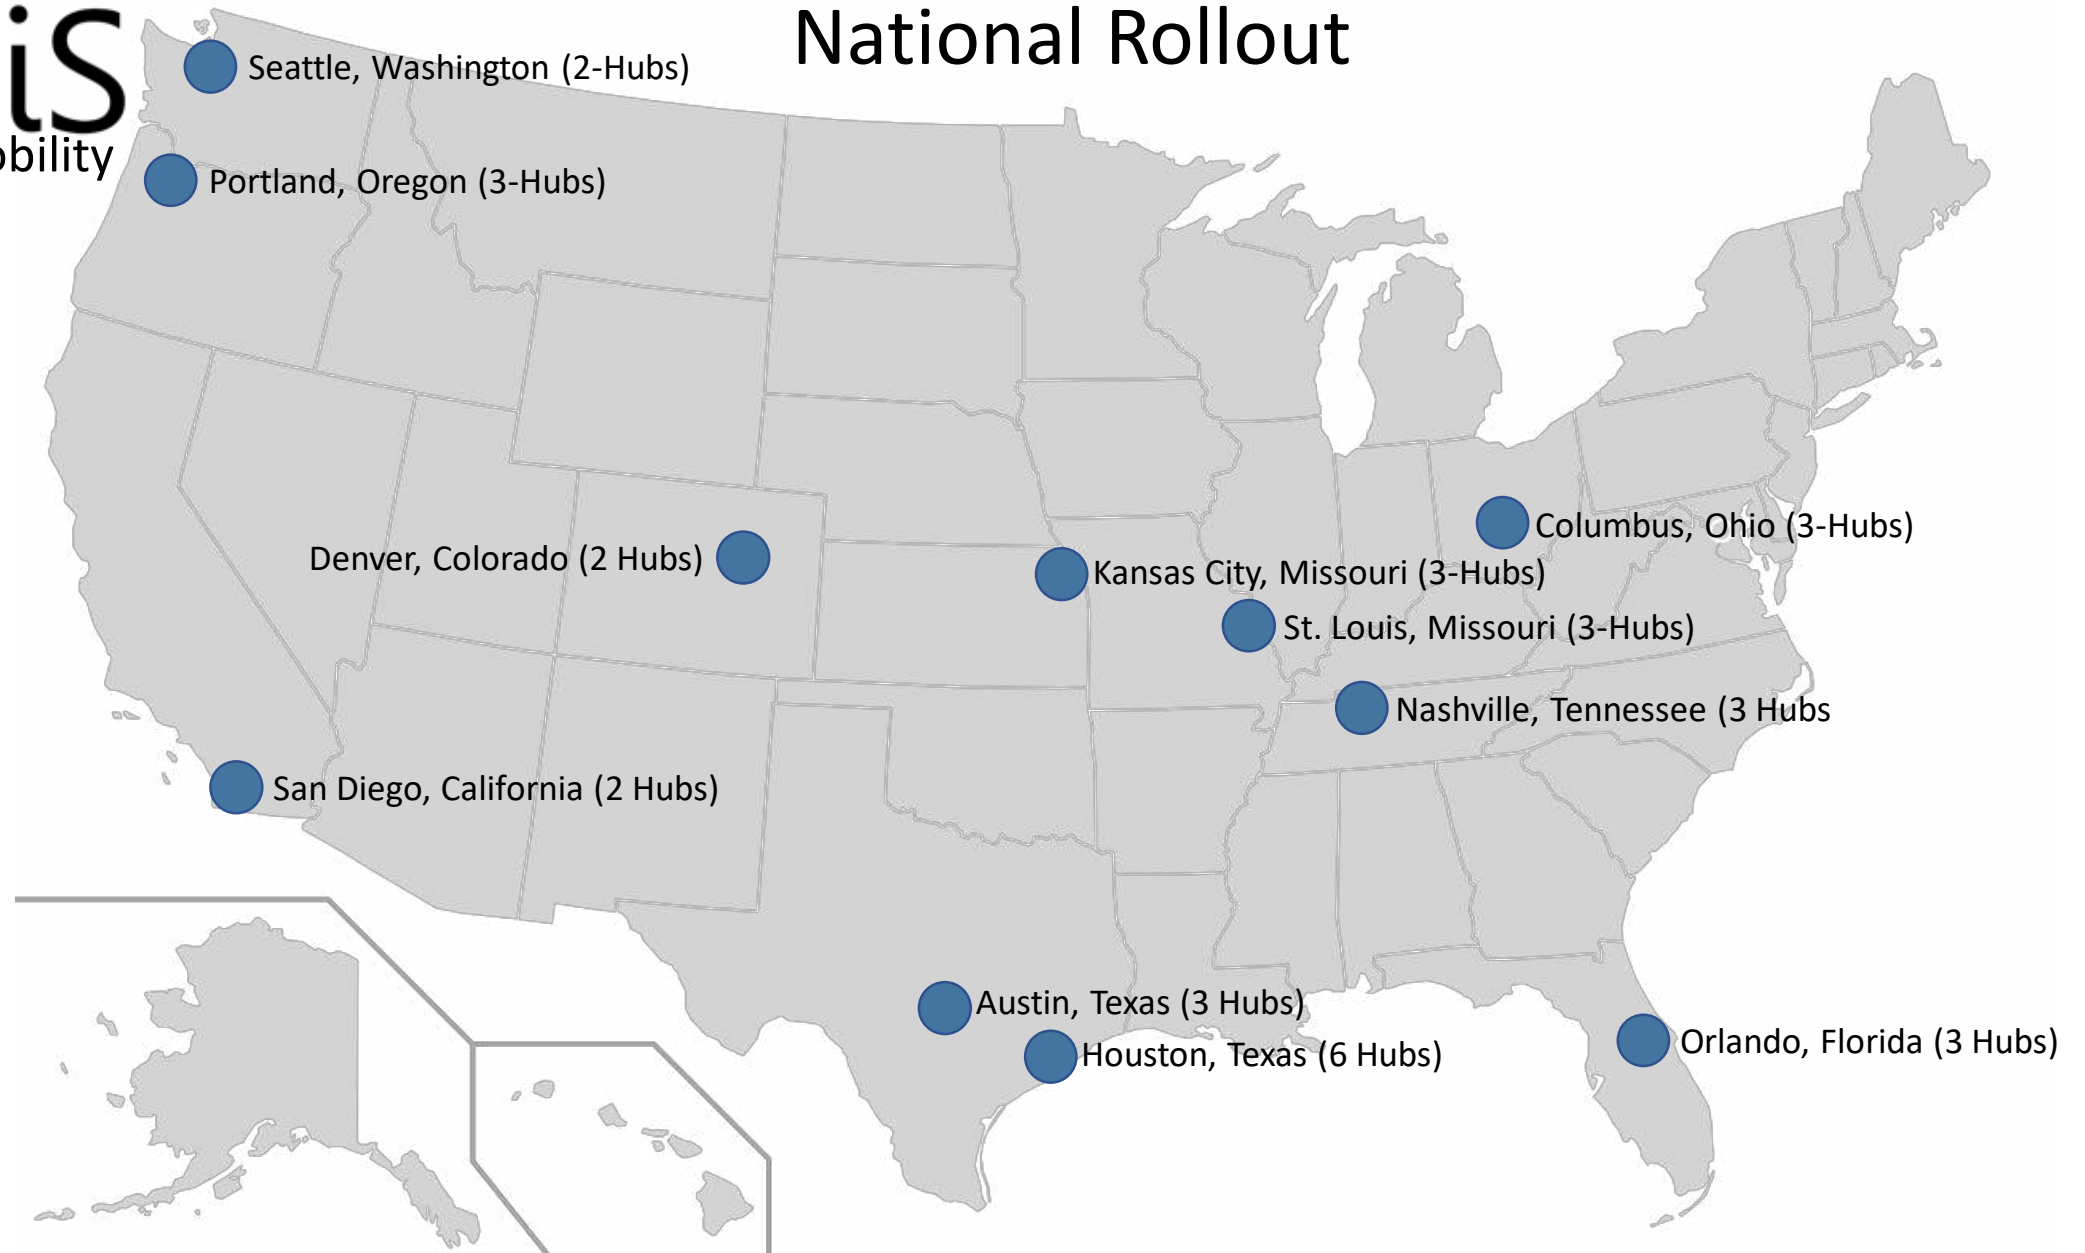 iS
National Rollout
obility
Seattle, Washington (2-Hubs)
Portland, Oregon (3-Hubs)
Columbus, Ohio (3-Hubs)
Denver, Colorado (2 Hubs)
Kansas City, Missouri (3-Hubs)
St. Louis, Missouri (3-Hubs)
Nashville, Tennessee (3 Hubs
San Diego, California (2 Hubs)
Austin, Texas (3 Hubs)
Orlando, Florida (3 Hubs)
Houston, Texas (6 Hubs)